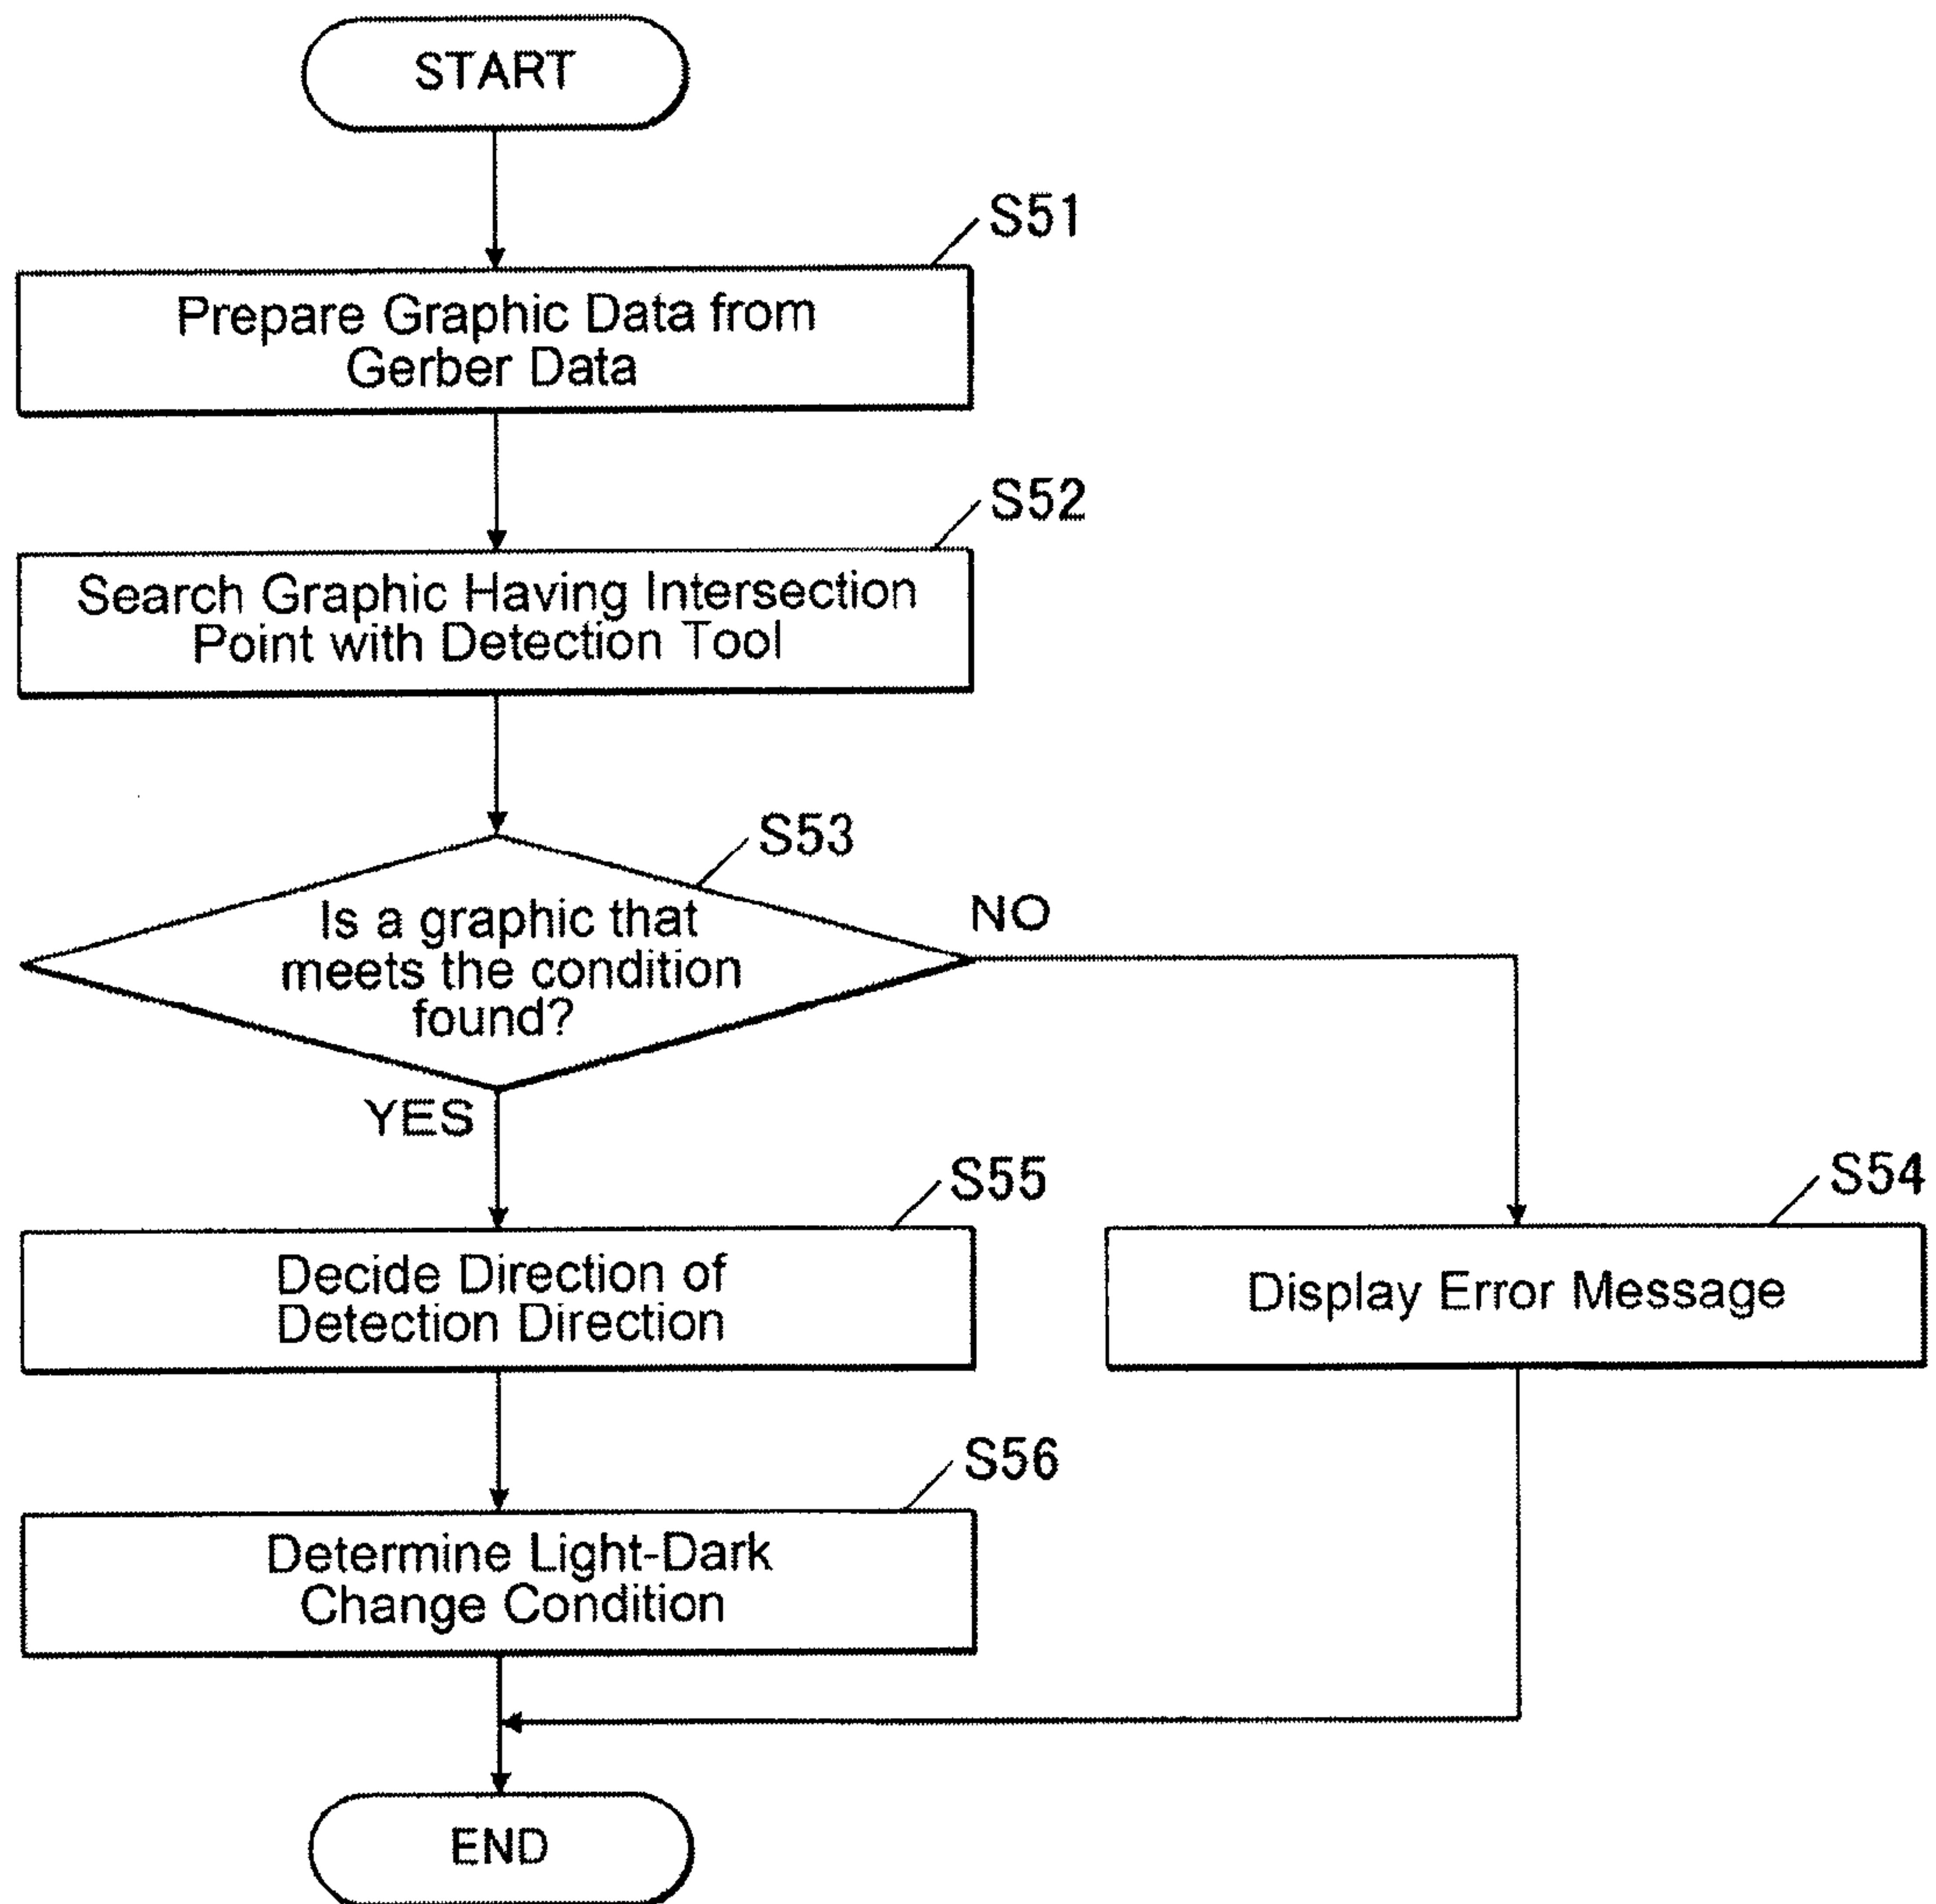 START
S51
Prepare Graphic Data from
Gerber Data
S52
Search Graphic Having Intersection
Point with Detection Tool
S53
Is a graphic that
meets the condition
found?
NO
YES
S55
Decide Direction of
Detection Direction
S54
Display Error Message
S56
Determine Light-Dark
Change Condition
END